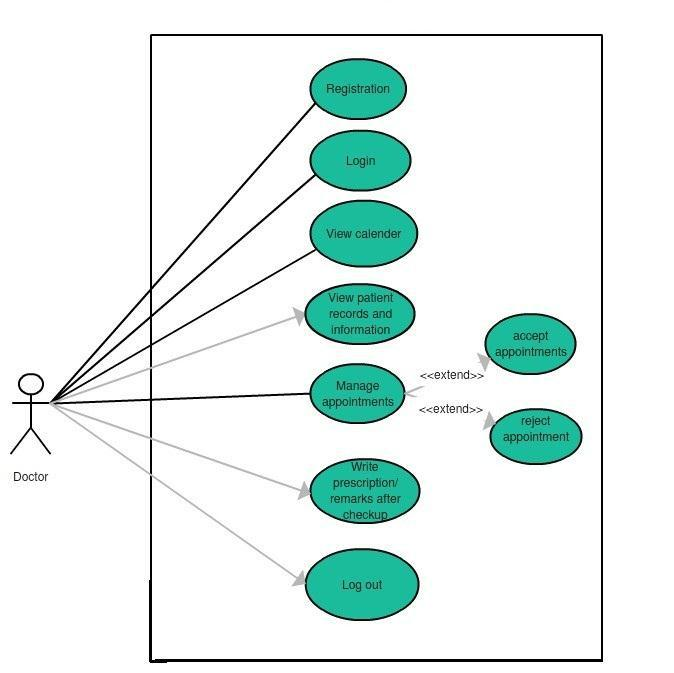 Registration
Login
View calender
View patient
records and
information
accept
appointments
<<extend>>
Manage
appointments
<<extend>>
reject
appointment
Write
prescription/
remarks after
checkup
Doctor
Log out